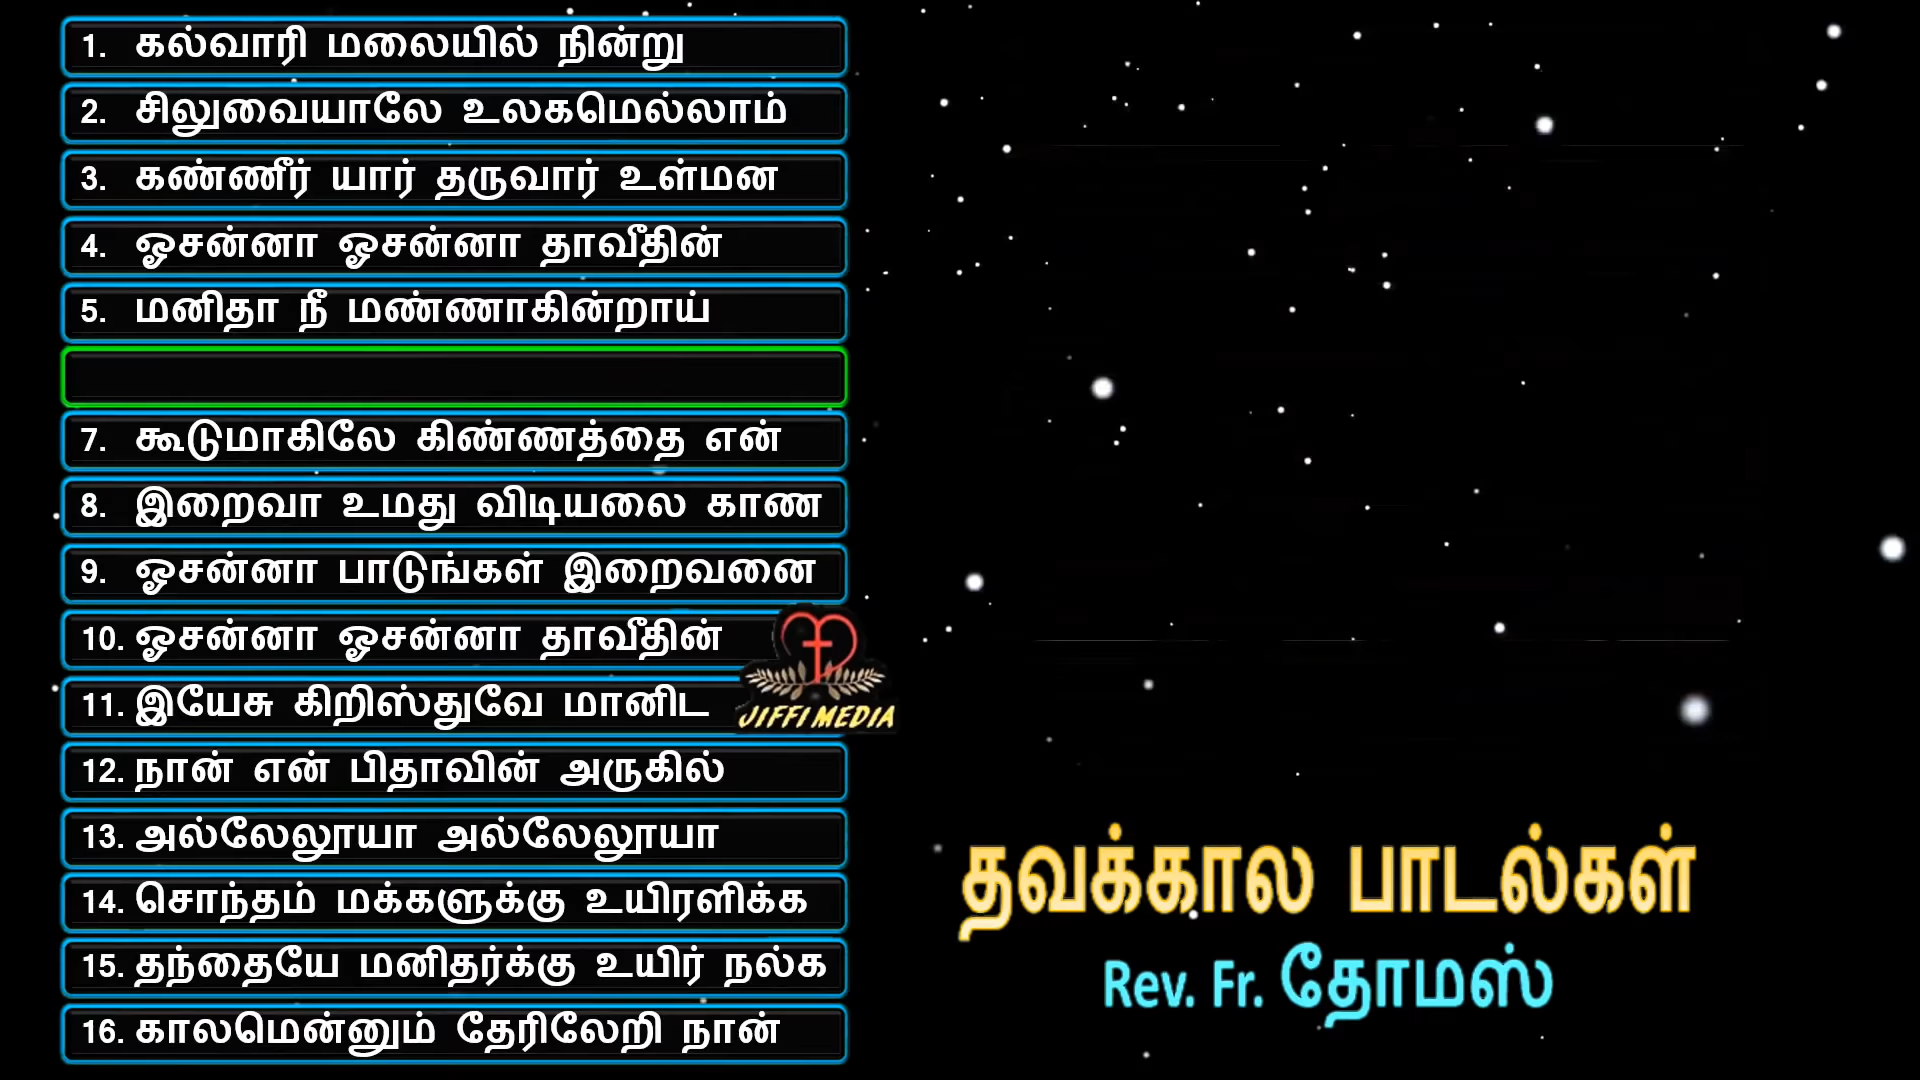 1. கல்வாரி மலையில் நின்று
2. சிலுவையாலே உலகமெல்லாம்
3. கண்ணீர் யார் தருவார் உள்மன
4. ஓசன்னா ஓசன்னா தாவீதின்
5. மனிதா நீ மண்ணாகின்றாய்
7. கூடுமாகிலே கிண்ணத்தை என்
8. இறைவா உமது விடியலை காண
9. ஓசன்னா பாடுங்கள் இறைவனை
10. ஓசன்னா ஓசன்னா தாவீதின்
11. இயேசு கிறிஸ்துவே மானிட
12. நான் என் பிதாவின் அருகில்
13. அல்லேலூயா அல்லேலூயா
14. சொந்தம் மக்களுக்கு உயிரளிக்க
15. தந்தையே மனிதர்க்கு உயிர் நல்க
16. காலமென்னும் தேரிலேறி நான்
JIFFI MEDIA
தவக்கால பாடல்கள்
Rev. Fr. தோமஸ்